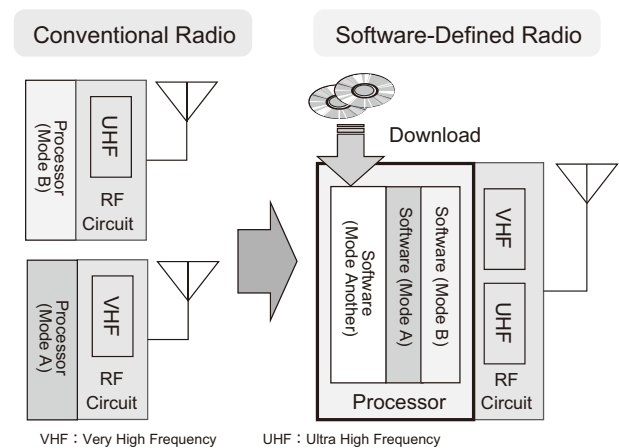 Conventional Radio
Processor
(Mode B)
UHF
RF
Circuit
Processor
(Mode A)
VHF
RF
Circuit
Software-Defined Radio
Download
Software
(Mode Another)
Software (Mode A)
Software (Mode B)
Processor
VHF
UHF
RF
Circuit
VHF：Very High Frequency
UHF：Ultra High Frequency